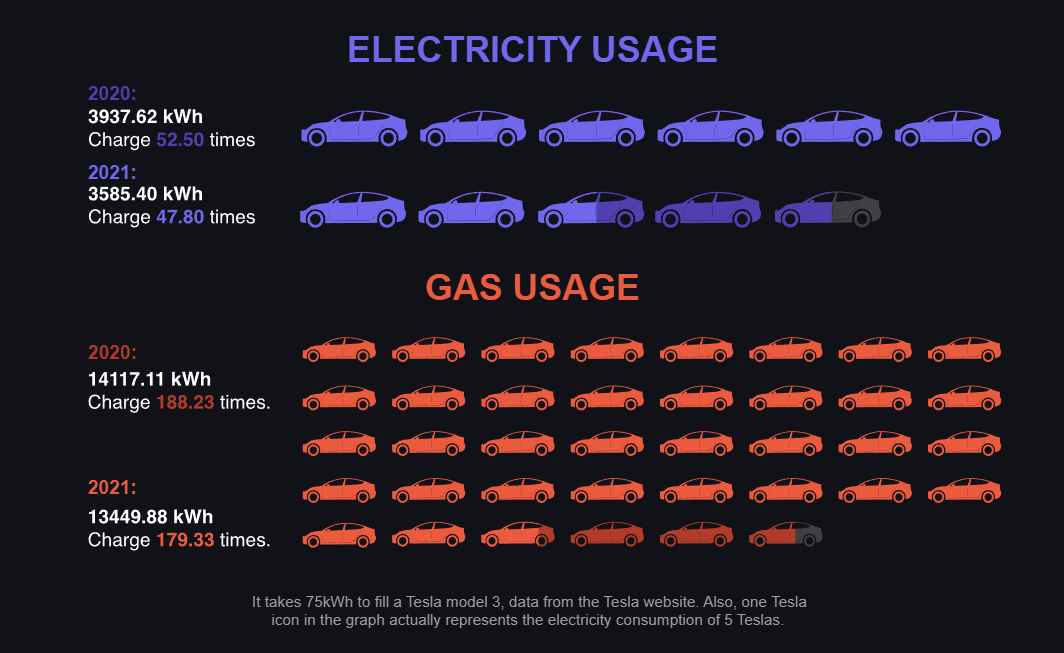 ELECTRICITY USAGE
2020:
3937.62 kWh
Charge 52.50 times
2021:
3585.40 kWh
Charge 47.80 times
GAS USAGE
2020:
14117.11 kWh
Charge 188.23 times.
2021:
13449.88 kWh
Charge 179.33 times.
It takes 75kWh to fill a Tesla model 3, data from the Tesla website. Also, one Tesla
icon in the graph actually represents the electricity consumption of 5 Teslas.